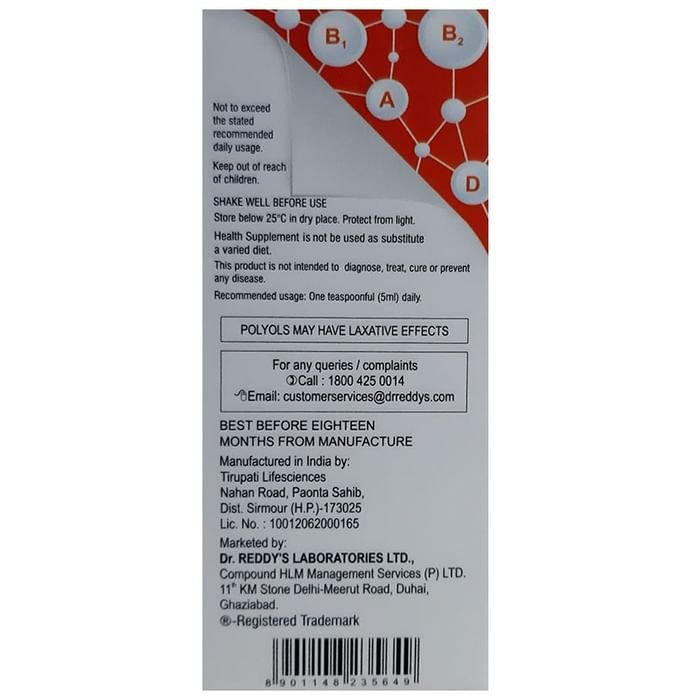 B1
B2
A
D
Not to exceed
the stated
recommended
daily usage.
Keep out of reach
of children.
SHAKE WELL BEFORE USE
Store below 25°C in dry place. Protect from light.
Health Supplement is not be used as substitute
a varied diet.
This product is not intended to diagnose, treat, cure or prevent
any disease.
Recommended usage: One teaspoonful (5ml) daily.
POLYOLS MAY HAVE LAXATIVE EFFECTS
For any queries / complaints
Call : 1800 425 0014
Email: customerservices@drreddys.com
BEST BEFORE EIGHTEEN
MONTHS FROM MANUFACTURE
Manufactured in India by:
Tirupati Lifesciences
Nahan Road, Paonta Sahib,
Dist. Sirmour (H.P.)-173025
Lic. No. : 10012062000165
Marketed by:
Dr. REDDY'S LABORATORIES LTD.,
Compound HLM Management Services (P) LTD.
11th KM Stone Delhi-Meerut Road, Duhai,
Ghaziabad.
®-Registered Trademark
8 901148 235649